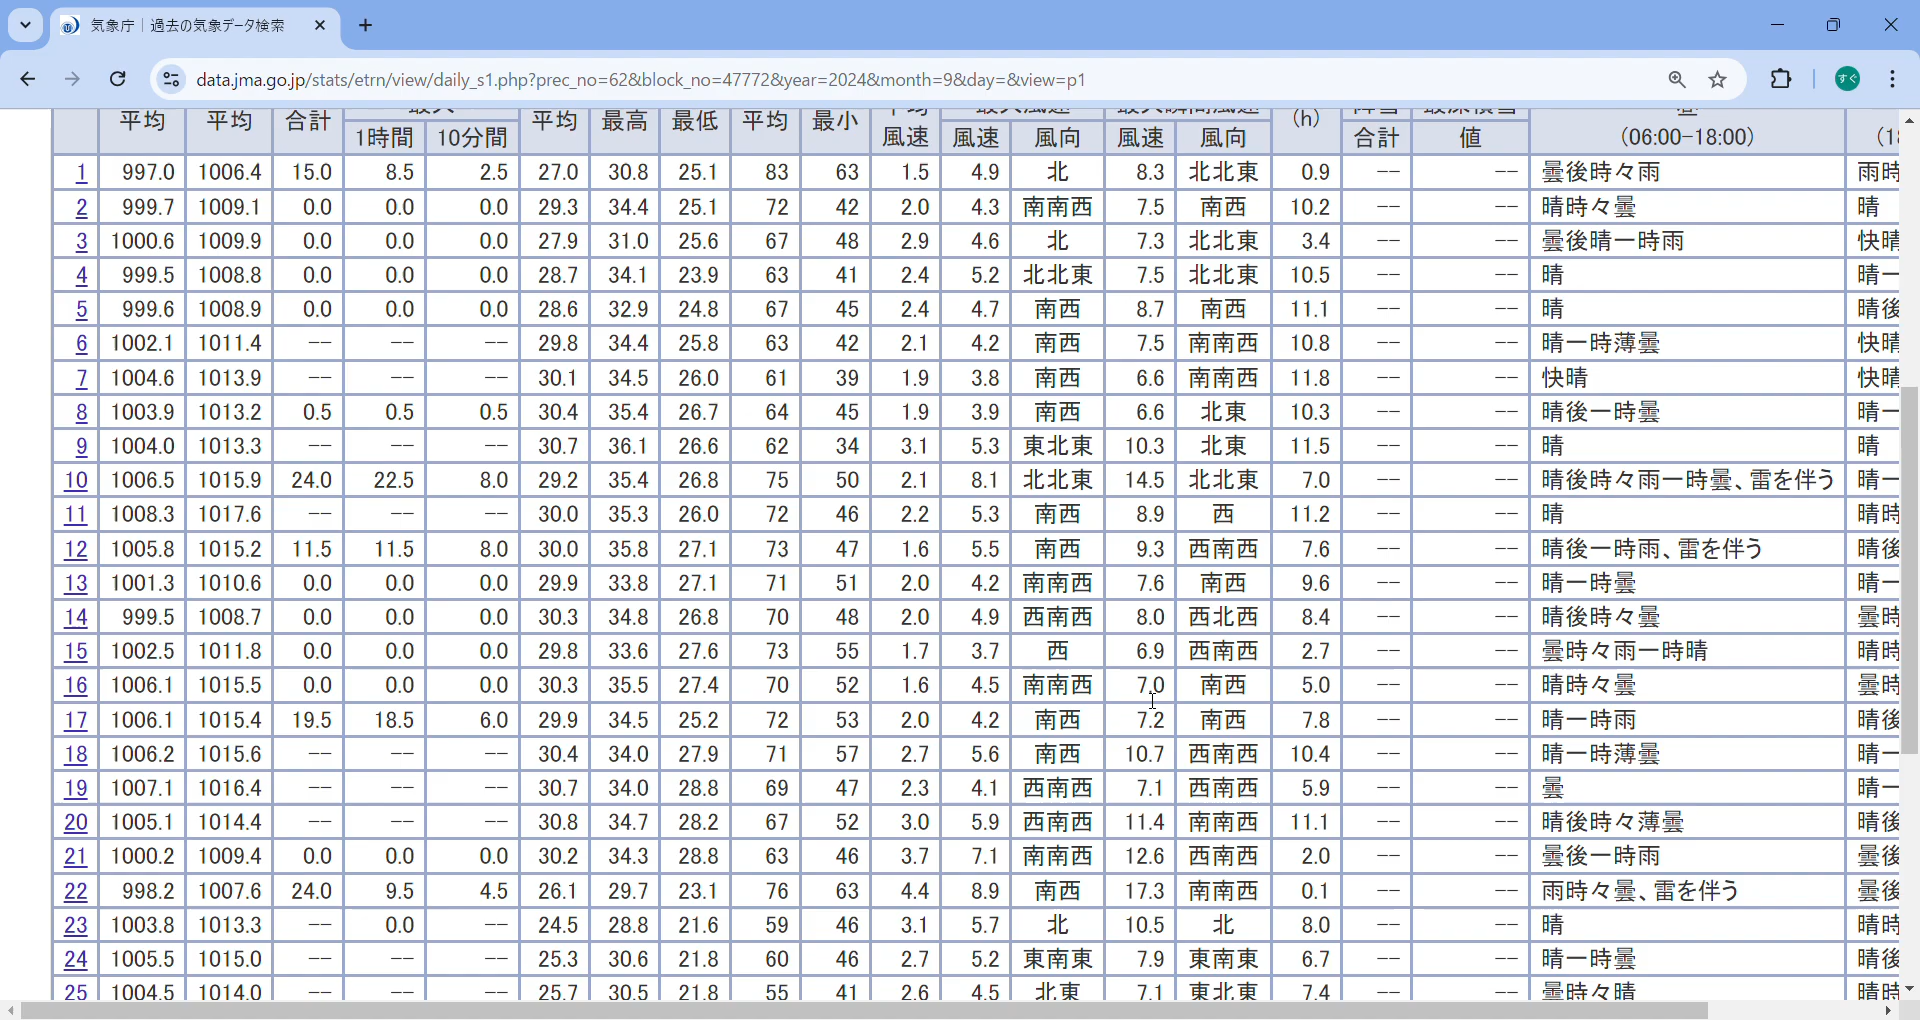 気象庁｜過去の気象データ検索
data.jma.go.jp/stats/etrn/view/daily_s1.php?prec_no=62&block_no=47772&year=2024&month=9&day=&view=p1
すぐ
平均 平均 合計 平均 最高 最低 平均 最小 (h)
1時間 10分間 風速 風速 風向 風速 風向 合計 値 (06:00-18:00) (18
1 997.0 1006.4 15.0 8.5 2.5 27.0 30.8 25.1 83 63 1.5 4.9 北 8.3 北北東 0.9 -- -- 曇後時々雨 雨時
2 999.7 1009.1 0.0 0.0 0.0 29.3 34.4 25.1 72 42 2.0 4.3 南南西 7.5 南西 10.2 -- -- 晴時々曇 晴
3 1000.6 1009.9 0.0 0.0 0.0 27.9 31.0 25.6 67 48 2.9 4.6 北 7.3 北北東 3.4 -- -- 曇後晴一時雨 快晴
4 999.5 1008.8 0.0 0.0 0.0 28.7 34.1 23.9 63 41 2.4 5.2 北北東 7.5 北北東 10.5 -- -- 晴 晴一
5 999.6 1008.9 0.0 0.0 0.0 28.6 32.9 24.8 67 45 2.4 4.7 南西 8.7 南西 11.1 -- -- 晴 晴後
6 1002.1 1011.4 -- -- -- 29.8 34.4 25.8 63 42 2.1 4.2 南西 7.5 南南西 10.8 -- -- 晴一時薄曇 快晴
7 1004.6 1013.9 -- -- -- 30.1 34.5 26.0 61 39 1.9 3.8 南西 6.6 南南西 11.8 -- -- 快晴 快晴
8 1003.9 1013.2 0.5 0.5 0.5 30.4 35.4 26.7 64 45 1.9 3.9 南西 6.6 北東 10.3 -- -- 晴後一時曇 晴一
9 1004.0 1013.3 -- -- -- 30.7 36.1 26.6 62 34 3.1 5.3 東北東 10.3 北東 11.5 -- -- 晴 晴
10 1006.5 1015.9 24.0 22.5 8.0 29.2 35.4 26.8 75 50 2.1 8.1 北北東 14.5 北北東 7.0 -- -- 晴後時々雨一時曇、雷を伴う 晴一
11 1008.3 1017.6 -- -- -- 30.0 35.3 26.0 72 46 2.2 5.3 南西 8.9 西 11.2 -- -- 晴 晴時
12 1005.8 1015.2 11.5 11.5 8.0 30.0 35.8 27.1 73 47 1.6 5.5 南西 9.3 西南西 7.6 -- -- 晴後一時雨、雷を伴う 晴後
13 1001.3 1010.6 0.0 0.0 0.0 29.9 33.8 27.1 71 51 2.0 4.2 南南西 7.6 南西 9.6 -- -- 晴一時曇 晴一
14 999.5 1008.7 0.0 0.0 0.0 30.3 34.8 26.8 70 48 2.0 4.9 西南西 8.0 西北西 8.4 -- -- 晴後時々曇 曇時
15 1002.5 1011.8 0.0 0.0 0.0 29.8 33.6 27.6 73 55 1.7 3.7 西 6.9 西南西 2.7 -- -- 曇時々雨一時晴 晴時
16 1006.1 1015.5 0.0 0.0 0.0 30.3 35.5 27.4 70 52 1.6 4.5 南南西 7.0 南西 5.0 -- -- 晴時々曇 曇時
17 1006.1 1015.4 19.5 18.5 6.0 29.9 34.5 25.2 72 53 2.0 4.2 南西 7.2 南西 7.8 -- -- 晴一時雨 晴後
18 1006.2 1015.6 -- -- -- 30.4 34.0 27.9 71 57 2.7 5.6 南西 10.7 西南西 10.4 -- -- 晴一時薄曇 晴一
19 1007.1 1016.4 -- -- -- 30.7 34.0 28.8 69 47 2.3 4.1 西南西 7.1 西南西 5.9 -- -- 曇 晴一
20 1005.1 1014.4 -- -- -- 30.8 34.7 28.2 67 52 3.0 5.9 西南西 11.4 南南西 11.1 -- -- 晴後時々薄曇 晴後
21 1000.2 1009.4 0.0 0.0 0.0 30.2 34.3 28.8 63 46 3.7 7.1 南南西 12.6 西南西 2.0 -- -- 曇後一時雨 曇後
22 998.2 1007.6 24.0 9.5 4.5 26.1 29.7 23.1 76 63 4.4 8.9 南西 17.3 南南西 0.1 -- -- 雨時々曇、雷を伴う 曇後
23 1003.8 1013.3 -- 0.0 -- 24.5 28.8 21.6 59 46 3.1 5.7 北 10.5 北 8.0 -- -- 晴 晴時
24 1005.5 1015.0 -- -- -- 25.3 30.6 21.8 60 46 2.7 5.2 東南東 7.9 東南東 6.7 -- -- 晴一時曇 晴後
25 1004.5 1014.0 -- -- -- 25.7 30.5 21.8 55 41 2.6 4.5 北東 7.1 東北東 7.4 -- -- 曇時々晴 晴時